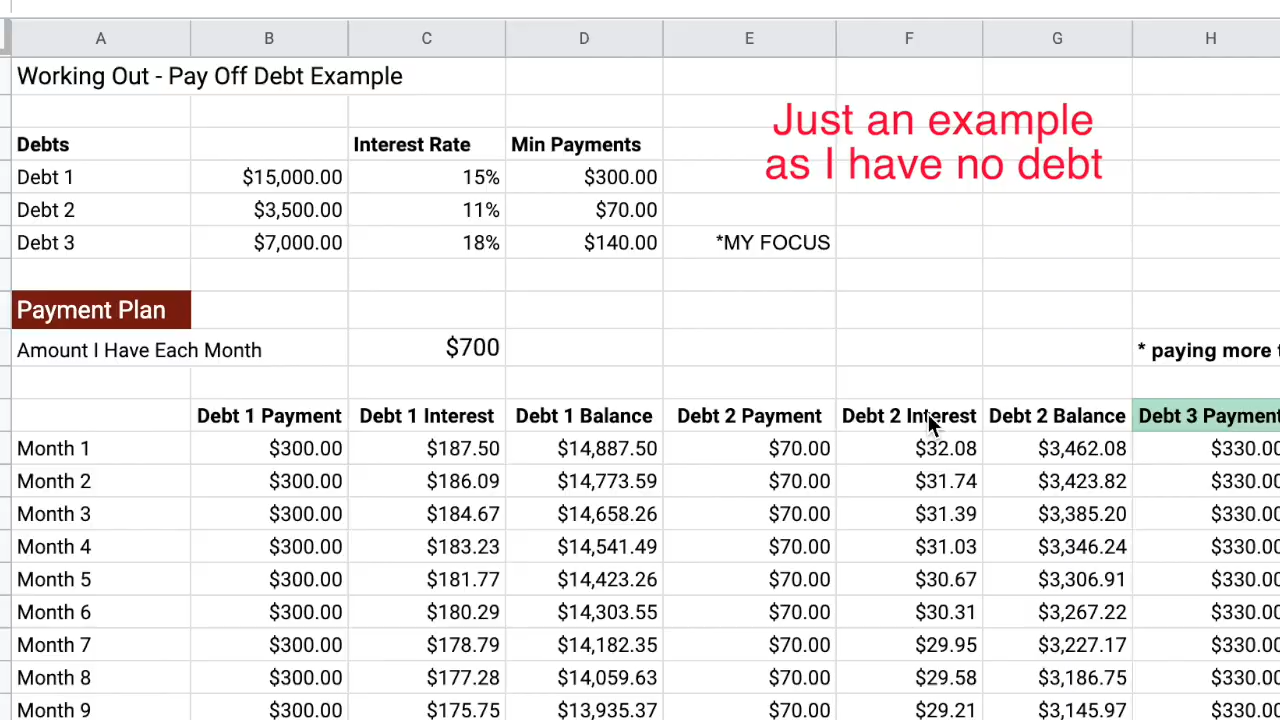 A B C D E F G H
Working Out - Pay Off Debt Example
Just an example
as I have no debt
Debts Interest Rate Min Payments
Debt 1 $15,000.00 15% $300.00
Debt 2 $3,500.00 11% $70.00
Debt 3 $7,000.00 18% $140.00 *MY FOCUS
Payment Plan
Amount I Have Each Month $700 * paying more
Debt 1 Payment Debt 1 Interest Debt 1 Balance Debt 2 Payment Debt 2 Interest Debt 2 Balance Debt 3 Payment
Month 1 $300.00 $187.50 $14,887.50 $70.00 $32.08 $3,462.08 $330.00
Month 2 $300.00 $186.09 $14,773.59 $70.00 $31.74 $3,423.82 $330.00
Month 3 $300.00 $184.67 $14,658.26 $70.00 $31.39 $3,385.20 $330.00
Month 4 $300.00 $183.23 $14,541.49 $70.00 $31.03 $3,346.24 $330.00
Month 5 $300.00 $181.77 $14,423.26 $70.00 $30.67 $3,306.91 $330.00
Month 6 $300.00 $180.29 $14,303.55 $70.00 $30.31 $3,267.22 $330.00
Month 7 $300.00 $178.79 $14,182.35 $70.00 $29.95 $3,227.17 $330.00
Month 8 $300.00 $177.28 $14,059.63 $70.00 $29.58 $3,186.75 $330.00
Month 9 $300.00 $175.75 $13,935.37 $70.00 $29.21 $3,145.97 $330.00